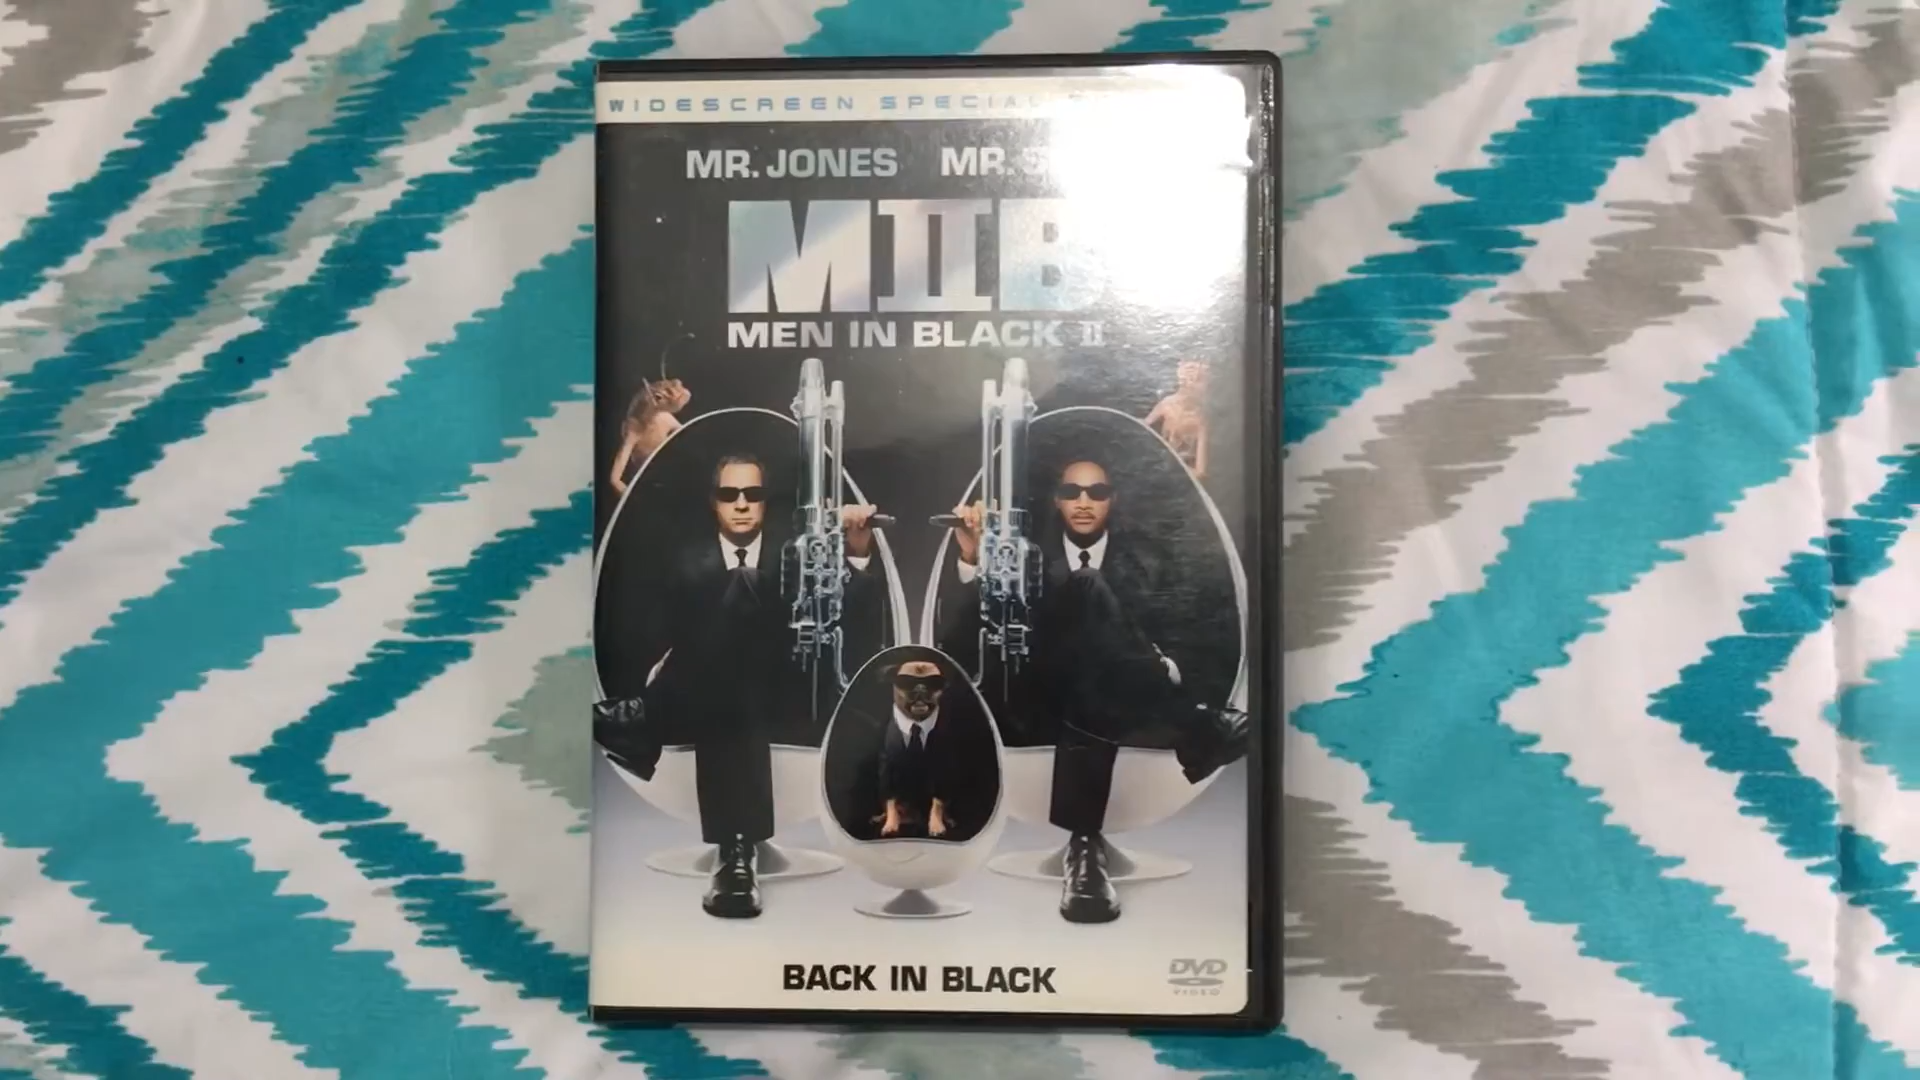 WIDESCREEN SPECIAL
MR. JONES MR.
MIIB
MEN IN BLACK II
BACK IN BLACK
DVD
VIDEO